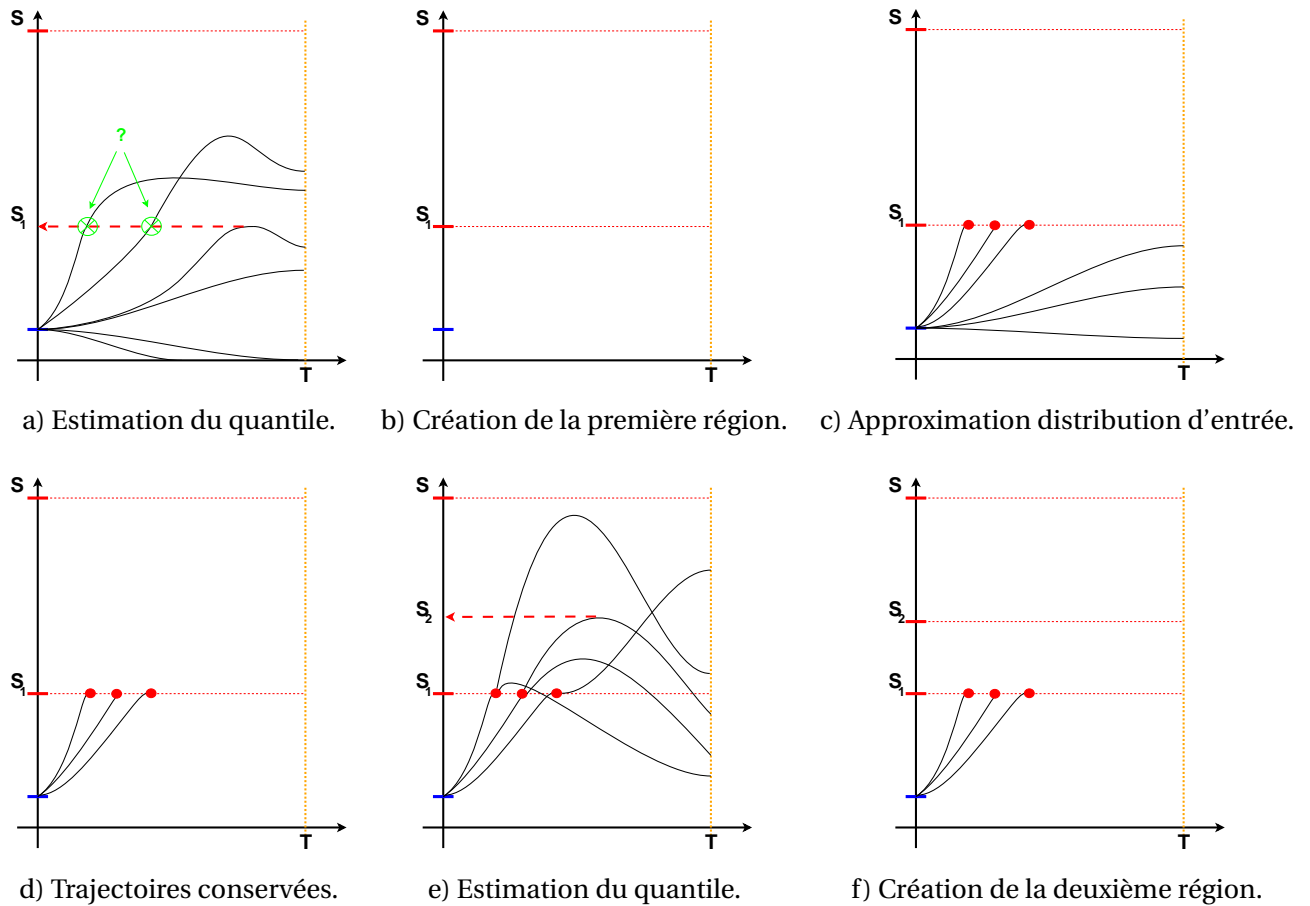 S
?
S1
T
a) Estimation du quantile.
S
S1
T
b) Création de la première région.
S
S1
T
c) Approximation distribution d'entrée.
S
S1
T
d) Trajectoires conservées.
S
S2
S1
T
e) Estimation du quantile.
S
S2
S1
T
f) Création de la deuxième région.